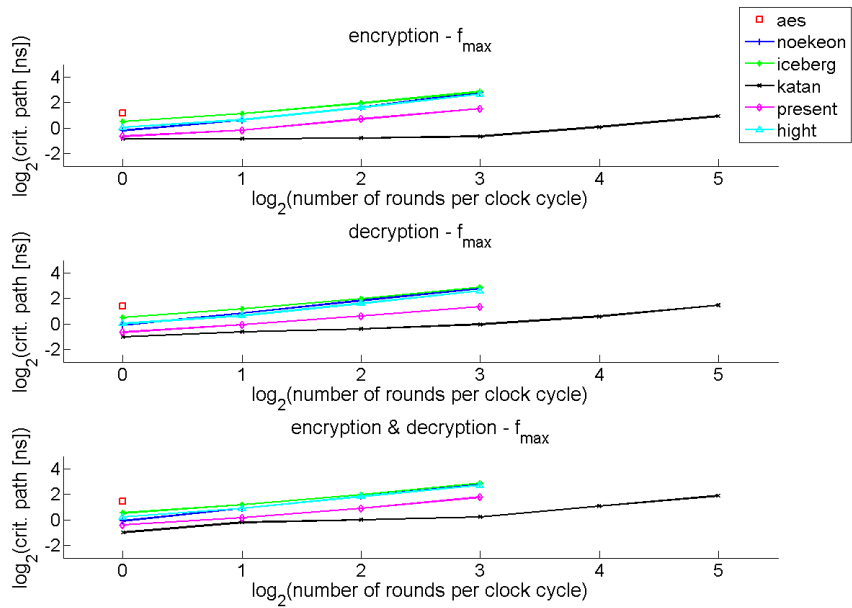 encryption - fmax
log2(crit. path [ns])
4
2
0
-2
0 1 2 3 4 5
log2(number of rounds per clock cycle)
aes
noekeon
iceberg
katan
present
hight
decryption - fmax
log2(crit. path [ns])
4
2
0
-2
0 1 2 3 4 5
log2(number of rounds per clock cycle)
encryption & decryption - fmax
log2(crit. path [ns])
4
2
0
-2
0 1 2 3 4 5
log2(number of rounds per clock cycle)